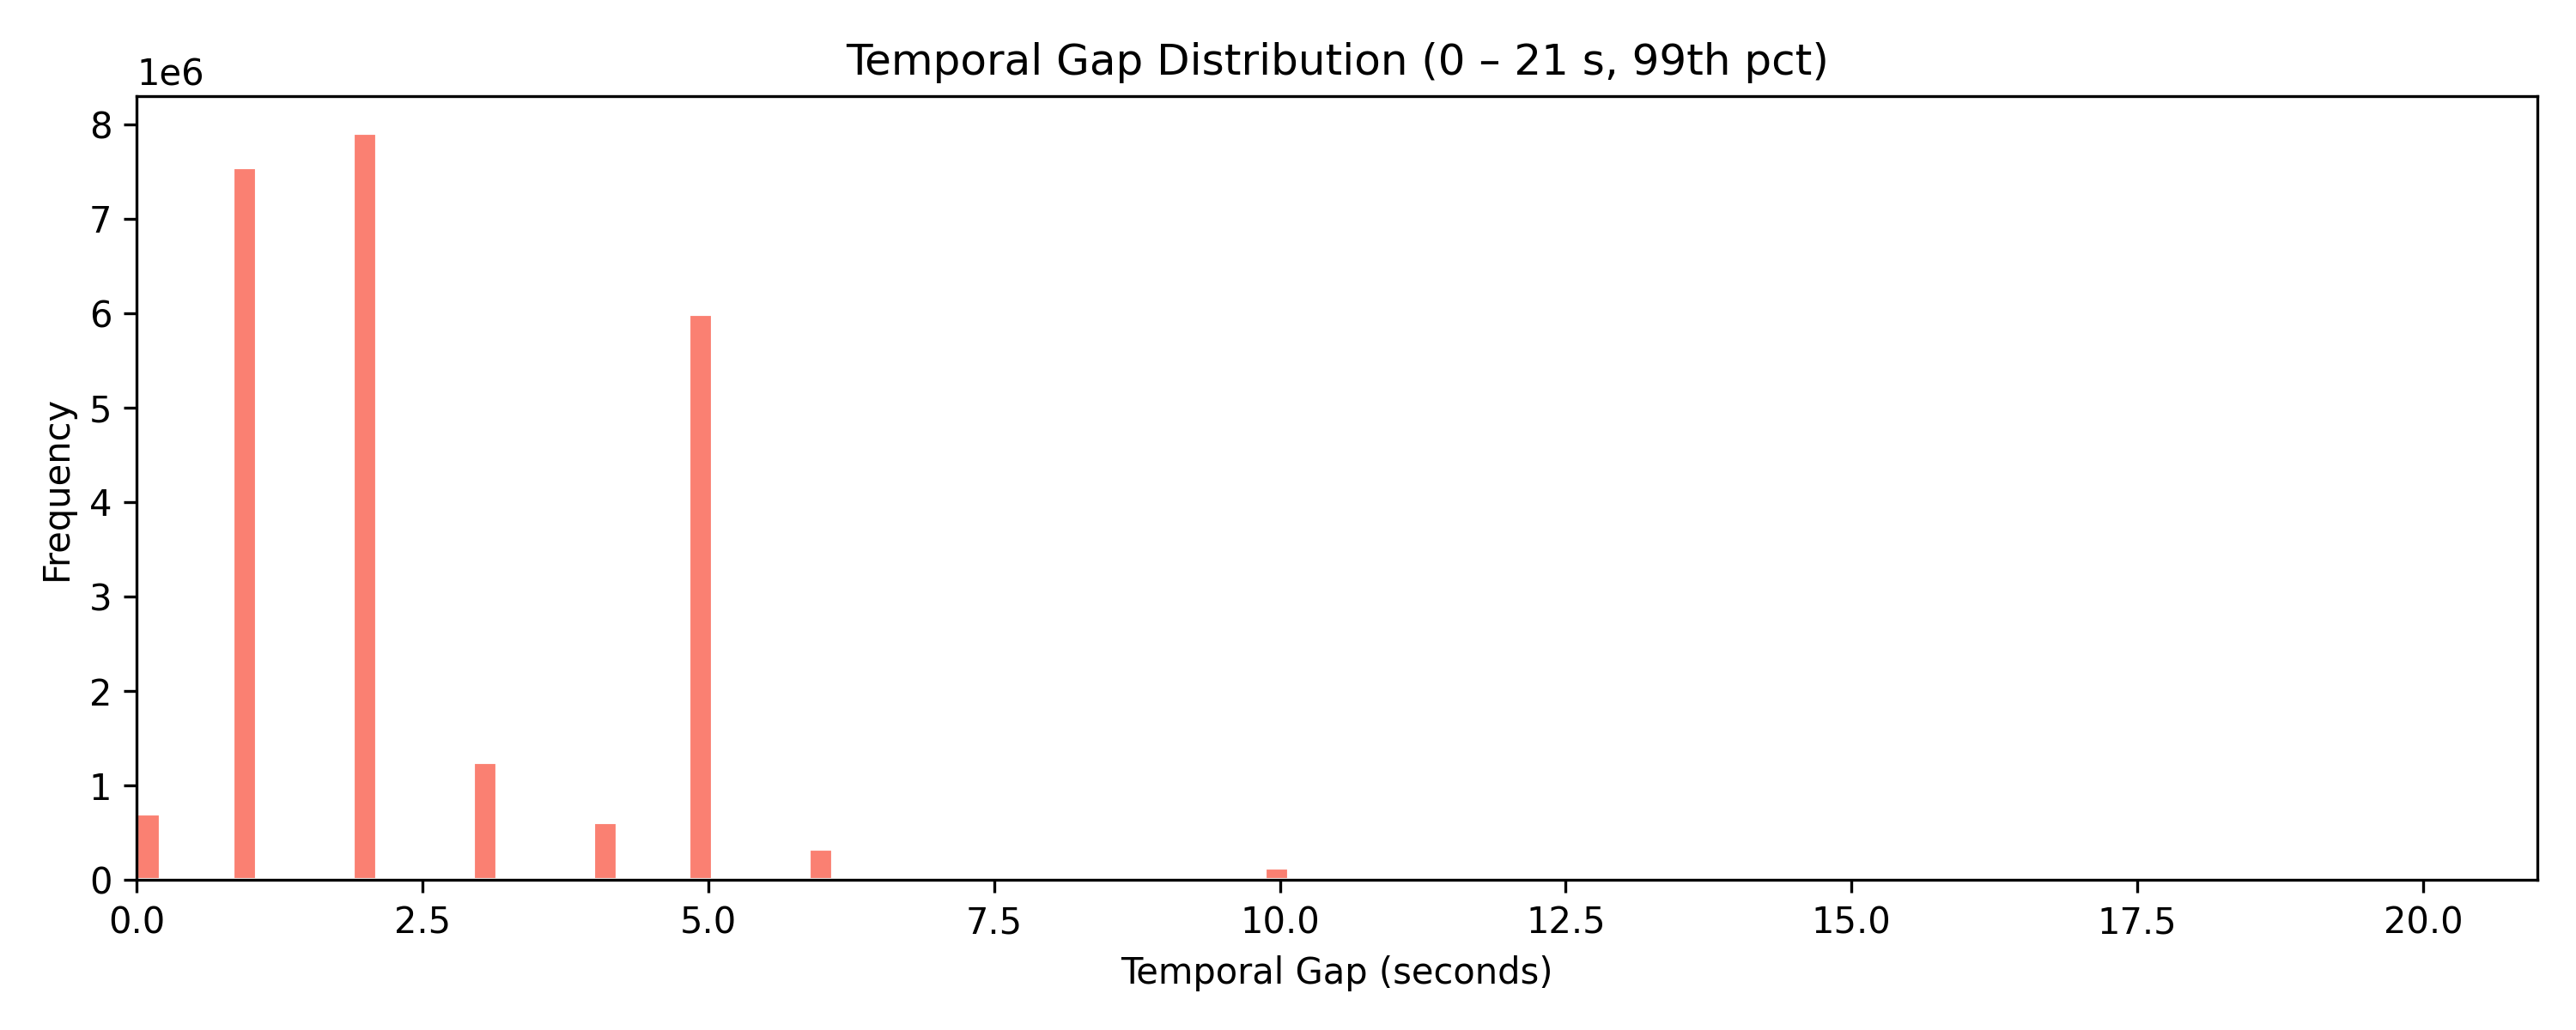 Temporal Gap Distribution (0 – 21 s, 99th pct)
1e6
8
7
6
5
4
3
2
1
0
Frequency
0.0 2.5 5.0 7.5 10.0 12.5 15.0 17.5 20.0
Temporal Gap (seconds)